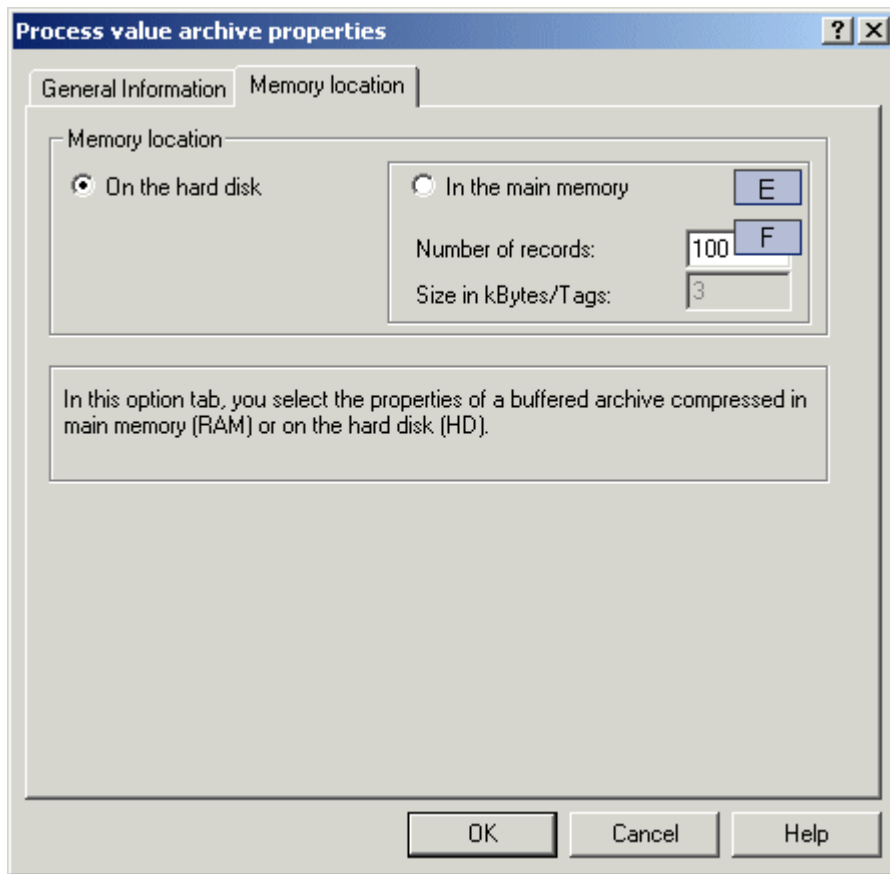 Process value archive properties
General Information
Memory location
Memory location
On the hard disk
In the main memory
E
Number of records:
100
F
Size in kBytes/Tags:
3
In this option tab, you select the properties of a buffered archive compressed in
main memory (RAM) or on the hard disk (HD).
OK
Cancel
Help